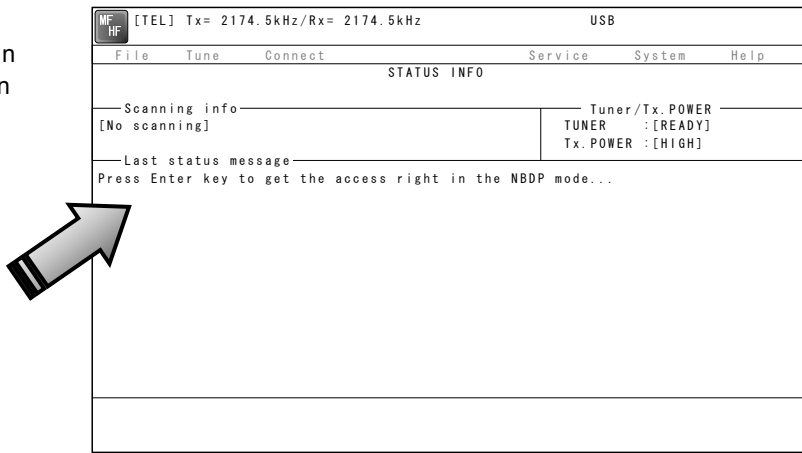 MF HF [TEL] Tx= 2174.5kHz/Rx= 2174.5kHz USB
n
File Tune Connect Service System Help
STATUS INFO
n
Scanning info Tuner/Tx.POWER
[No scanning] TUNER :[READY]
Tx.POWER :[HIGH]
Last status message
Press Enter key to get the access right in the NBDP mode...